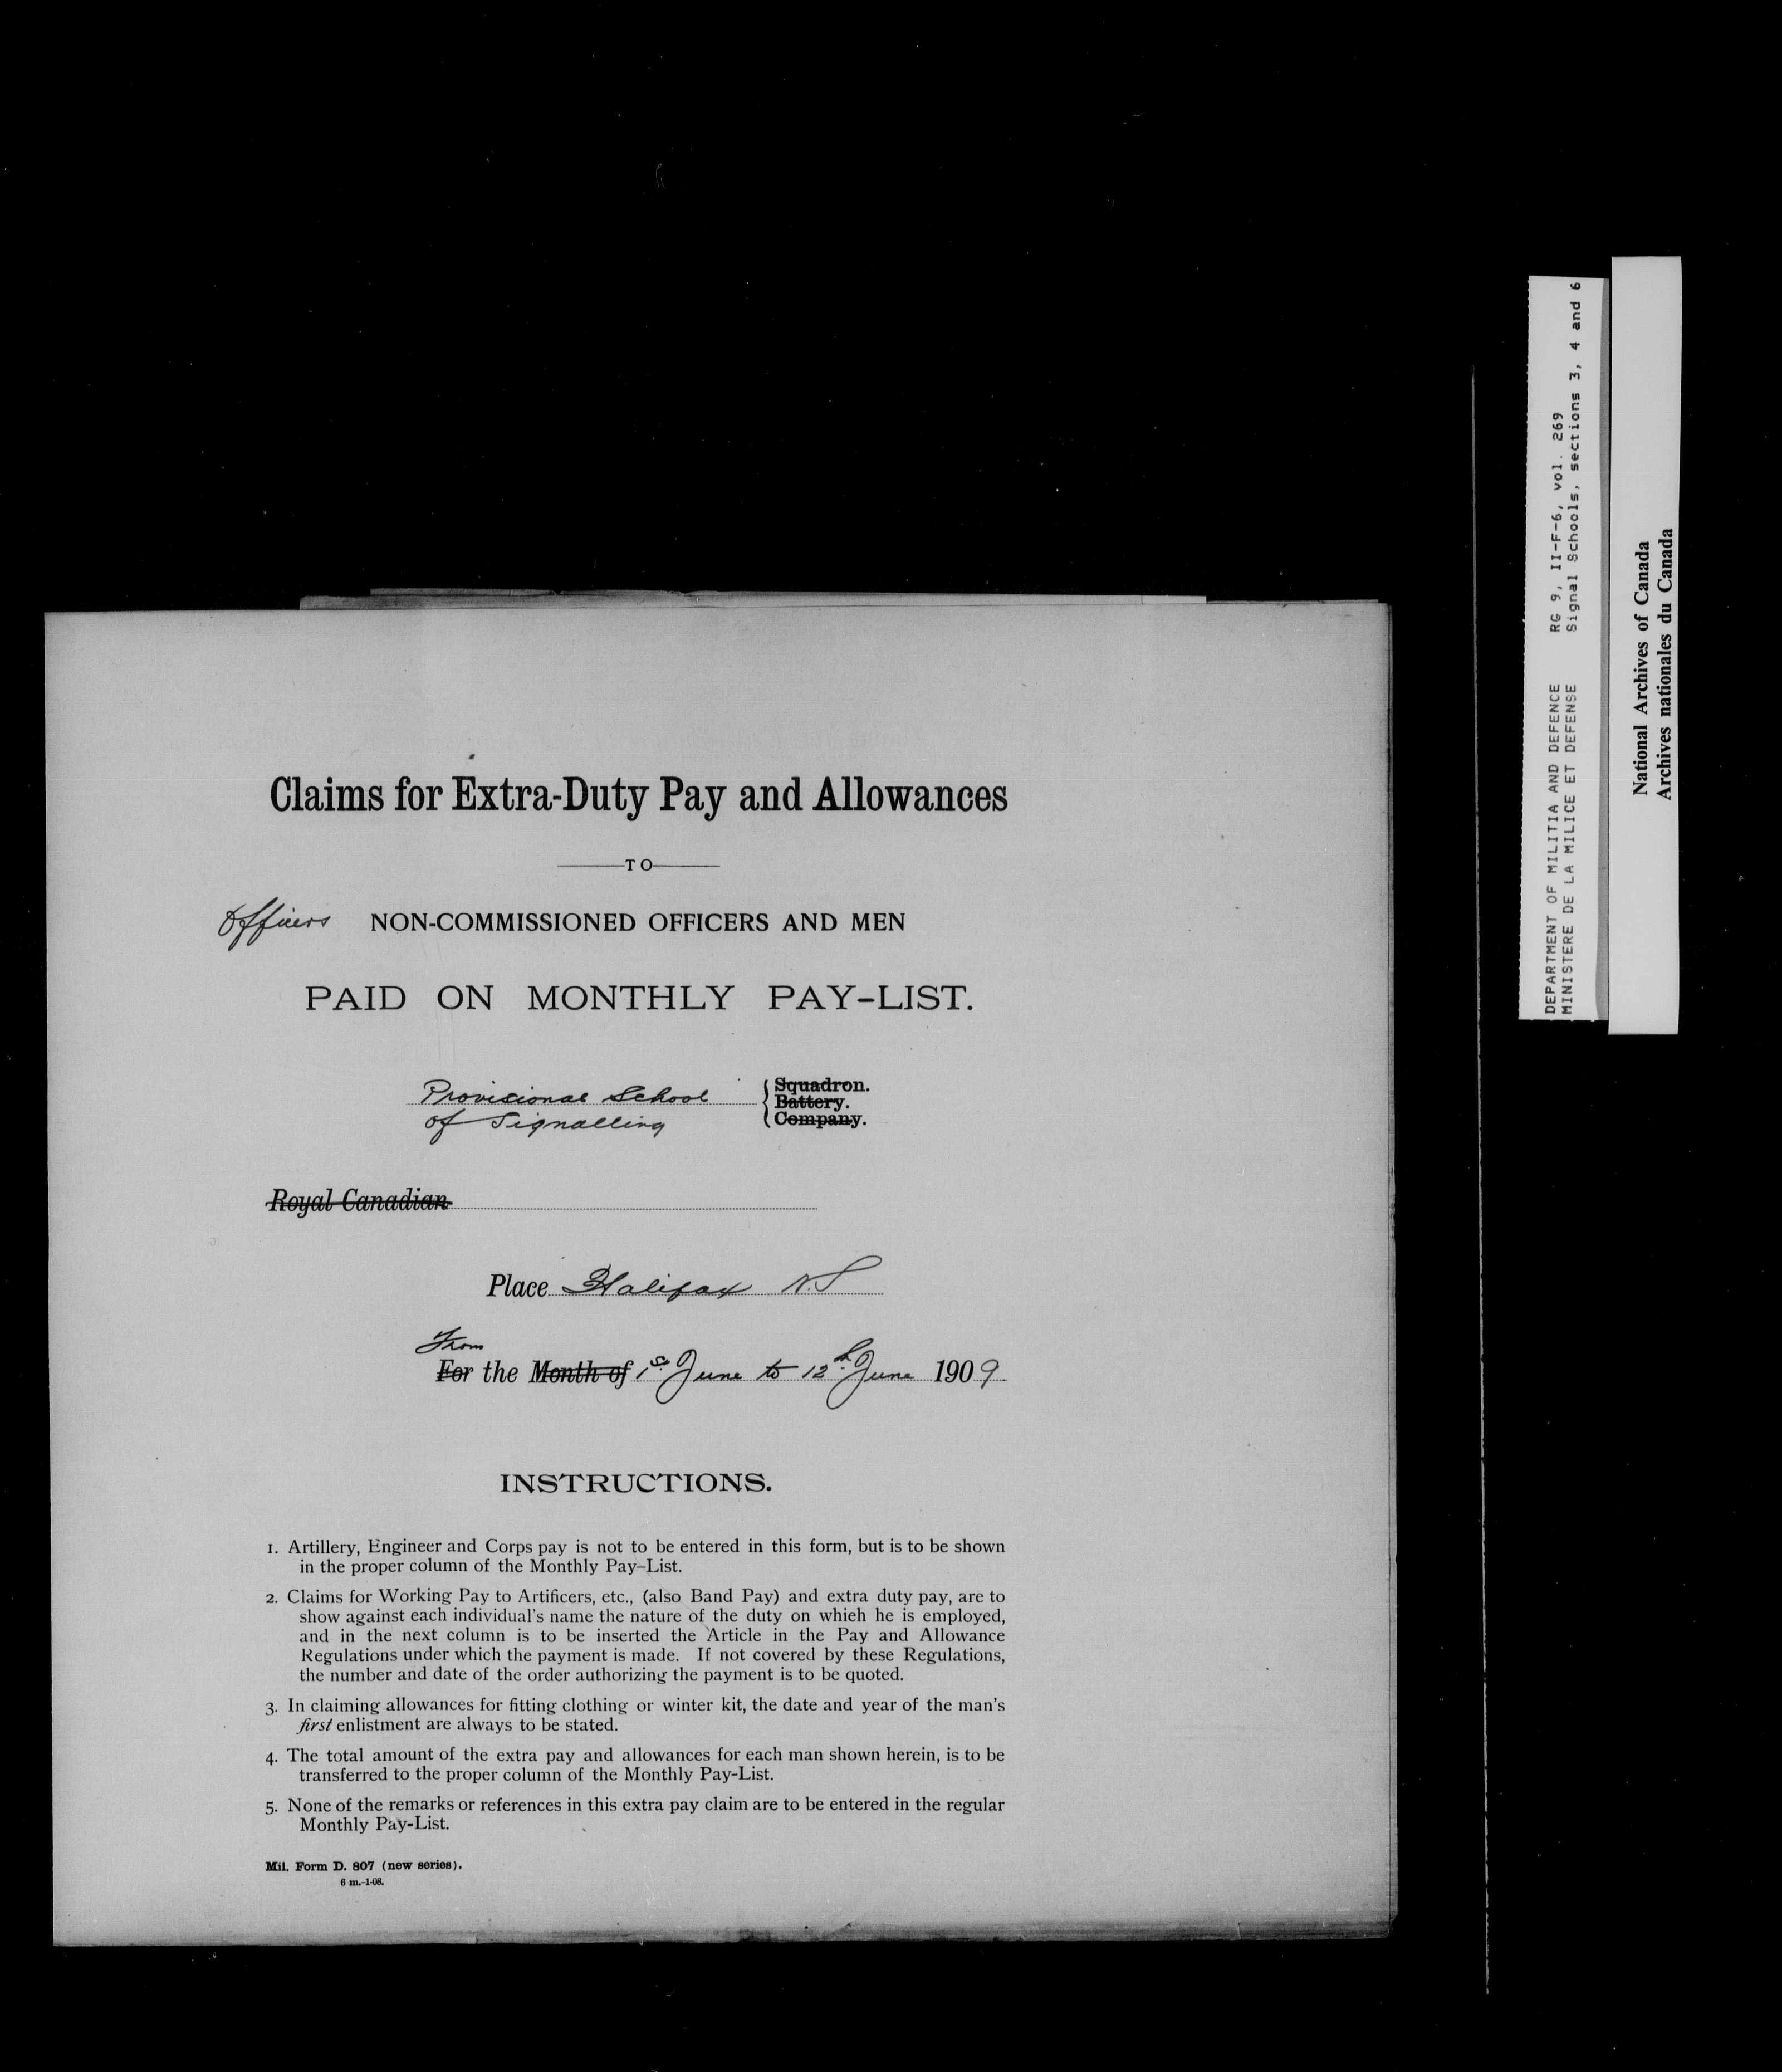 Claims for Extra-Duty Pay and Allowances
TO
Officers NON-COMMISSIONED OFFICERS AND MEN
PAID ON MONTHLY PAY-LIST.
Provisional School
of Signalling
Squadron.
Battery.
Company.
Royal Canadian
Place Halifax N.S
From
For the Month of 1st June to 12th June 1909
INSTRUCTIONS.
1. Artillery, Engineer and Corps pay is not to be entered in this form, but is to be shown
in the proper column of the Monthly Pay-List.
2. Claims for Working Pay to Artificers, etc., (also Band Pay) and extra duty pay, are to
show against each individual's name the nature of the duty on whieh he is employed,
and in the next column is to be inserted the Article in the Pay and Allowance
Regulations under which the payment is made. If not covered by these Regulations,
the number and date of the order authorizing the payment is to be quoted.
3. In claiming allowances for fitting clothing or winter kit, the date and year of the man's
first enlistment are always to be stated.
4. The total amount of the extra pay and allowances for each man shown herein, is to be
transferred to the proper column of the Monthly Pay-List.
5. None of the remarks or references in this extra pay claim are to be entered in the regular
Monthly Pay-List.
Mil. Form D. 807 (new series).
6 m.-1-08.
DEPARTMENT OF MILITIA AND DEFENCE RG 9, II-F-6, vol. 269
MINISTERE DE LA MILICE ET DEFENSE Signal Schools, sections 3, 4 and 6
National Archives of Canada
Archives nationales du Canada